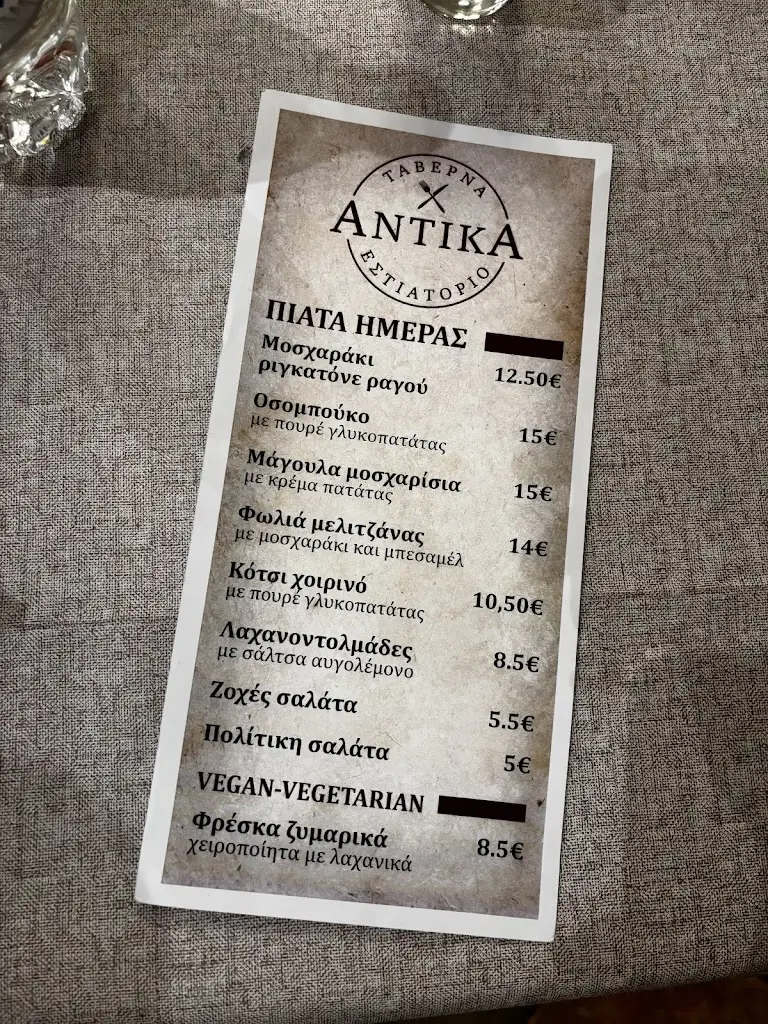 ΤΑΒΕΡΝΑ
ΑΝΤΙΚΑ
ΕΣΤΙΑΤΟΡΙΟ
ΠΙΑΤΑ ΗΜΕΡΑΣ
Μοσχαράκι
ριγκατόνε ραγού 12.50€
Οσομπούκο
με πουρέ γλυκοπατάτας 15€
Μάγουλα μοσχαρίσια
με κρέμα πατάτας 15€
Φωλιά μελιτζάνας
με μοσχαράκι και μπεσαμέλ 14€
Κότσι χοιρινό
με πουρέ γλυκοπατάτας 10,50€
Λαχανοντολμάδες
με σάλτσα αυγολέμονο 8.5€
Ζοχές σαλάτα 5.5€
Πολίτικη σαλάτα 5€
VEGAN-VEGETARIAN
Φρέσκα ζυμαρικά
χειροποίητα με λαχανικά 8.5€